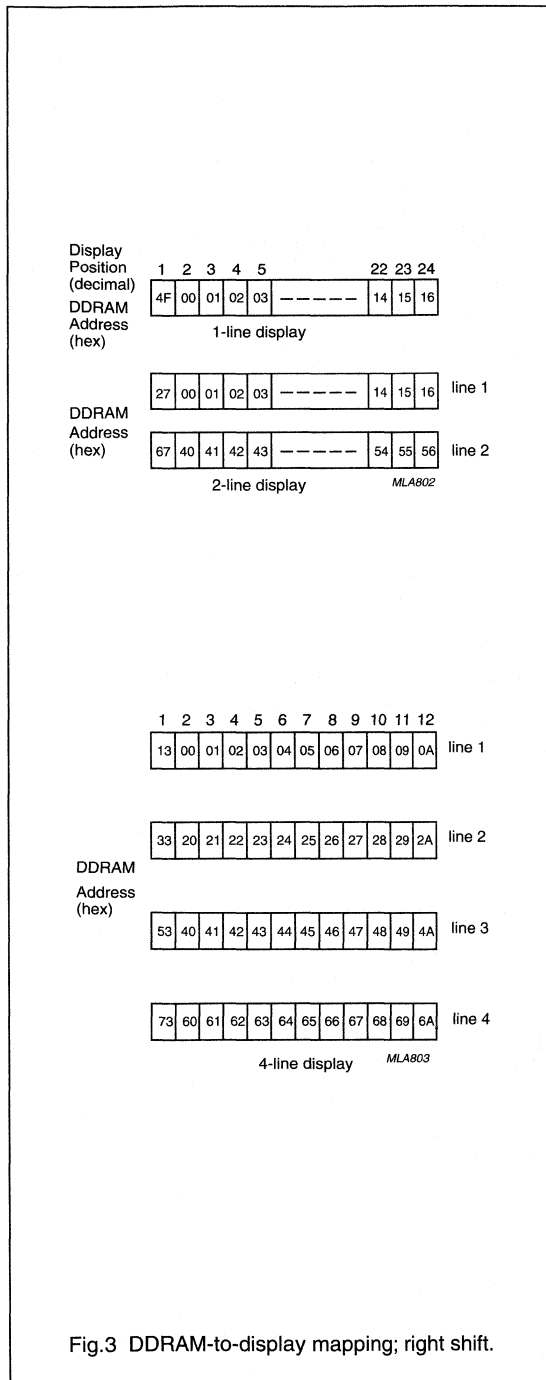 Display
Position
(decimal)
1 2 3 4 5 22 23 24
DDRAM
Address
(hex)
4F 00 01 02 03 ----- 14 15 16
1-line display
27 00 01 02 03 ----- 14 15 16 line 1
DDRAM
Address
(hex)
67 40 41 42 43 ----- 54 55 56 line 2
2-line display
MLA802
1 2 3 4 5 6 7 8 9 10 11 12
13 00 01 02 03 04 05 06 07 08 09 0A line 1
33 20 21 22 23 24 25 26 27 28 29 2A line 2
DDRAM
Address
(hex)
53 40 41 42 43 44 45 46 47 48 49 4A line 3
73 60 61 62 63 64 65 66 67 68 69 6A line 4
4-line display
MLA803
Fig.3 DDRAM-to-display mapping; right shift.